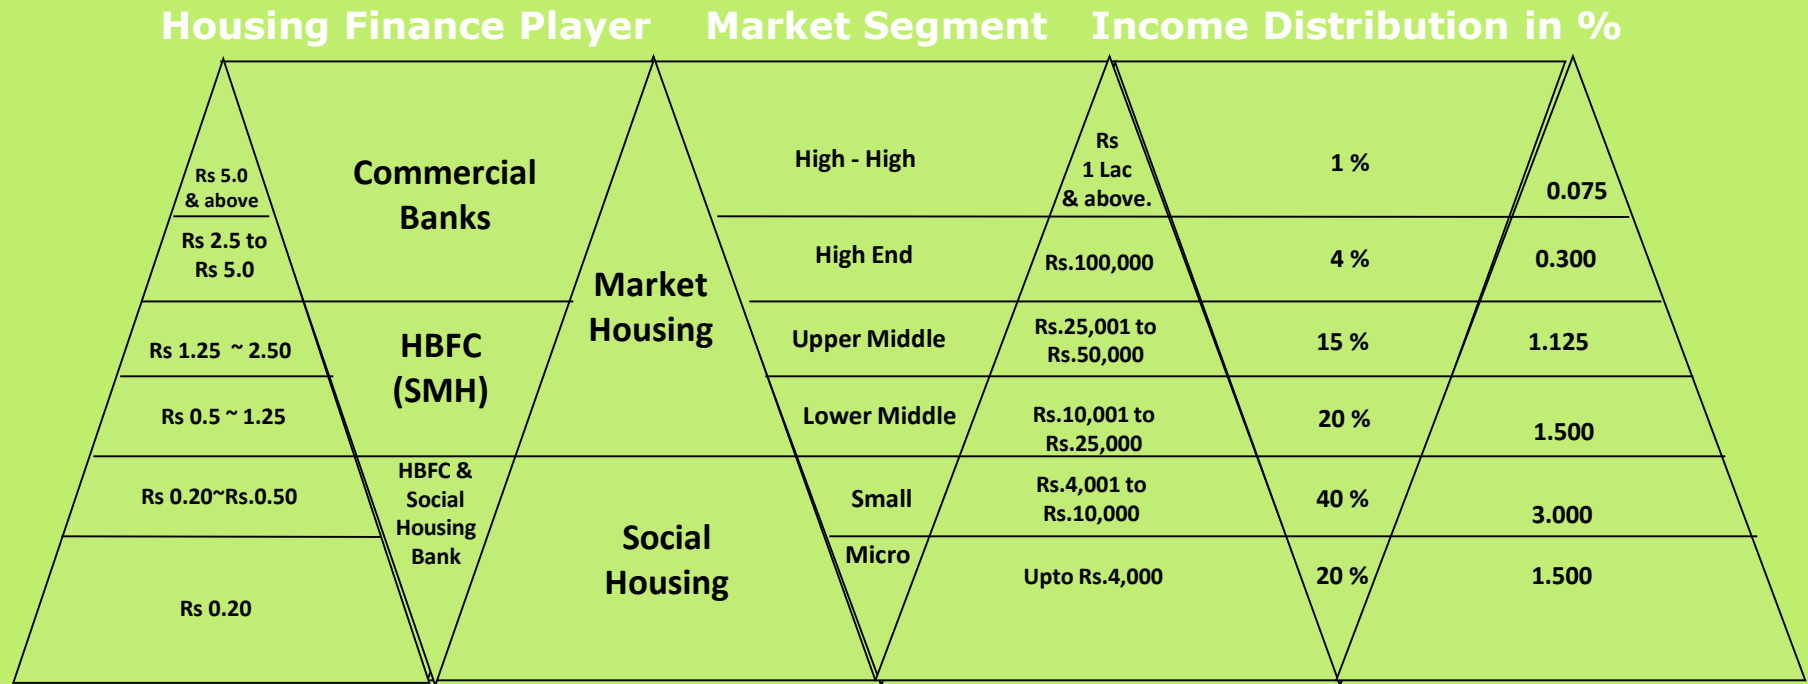 Housing Finance Player Market Segment Income Distribution in %
Rs 5.0
& above
Rs 2.5 to
Rs 5.0
Rs 1.25 ~ 2.50
Rs 0.5 ~ 1.25
Rs 0.20~Rs.0.50
Rs 0.20
Commercial
Banks
HBFC
(SMH)
HBFC &
Social
Housing
Bank
Market
Housing
Social
Housing
High - High
High End
Upper Middle
Lower Middle
Small
Micro
Rs
1 Lac
& above.
Rs.100,000
Rs.25,001 to
Rs.50,000
Rs.10,001 to
Rs.25,000
Rs.4,001 to
Rs.10,000
Upto Rs.4,000
1 %
4 %
15 %
20 %
40 %
20 %
0.075
0.300
1.125
1.500
3.000
1.500